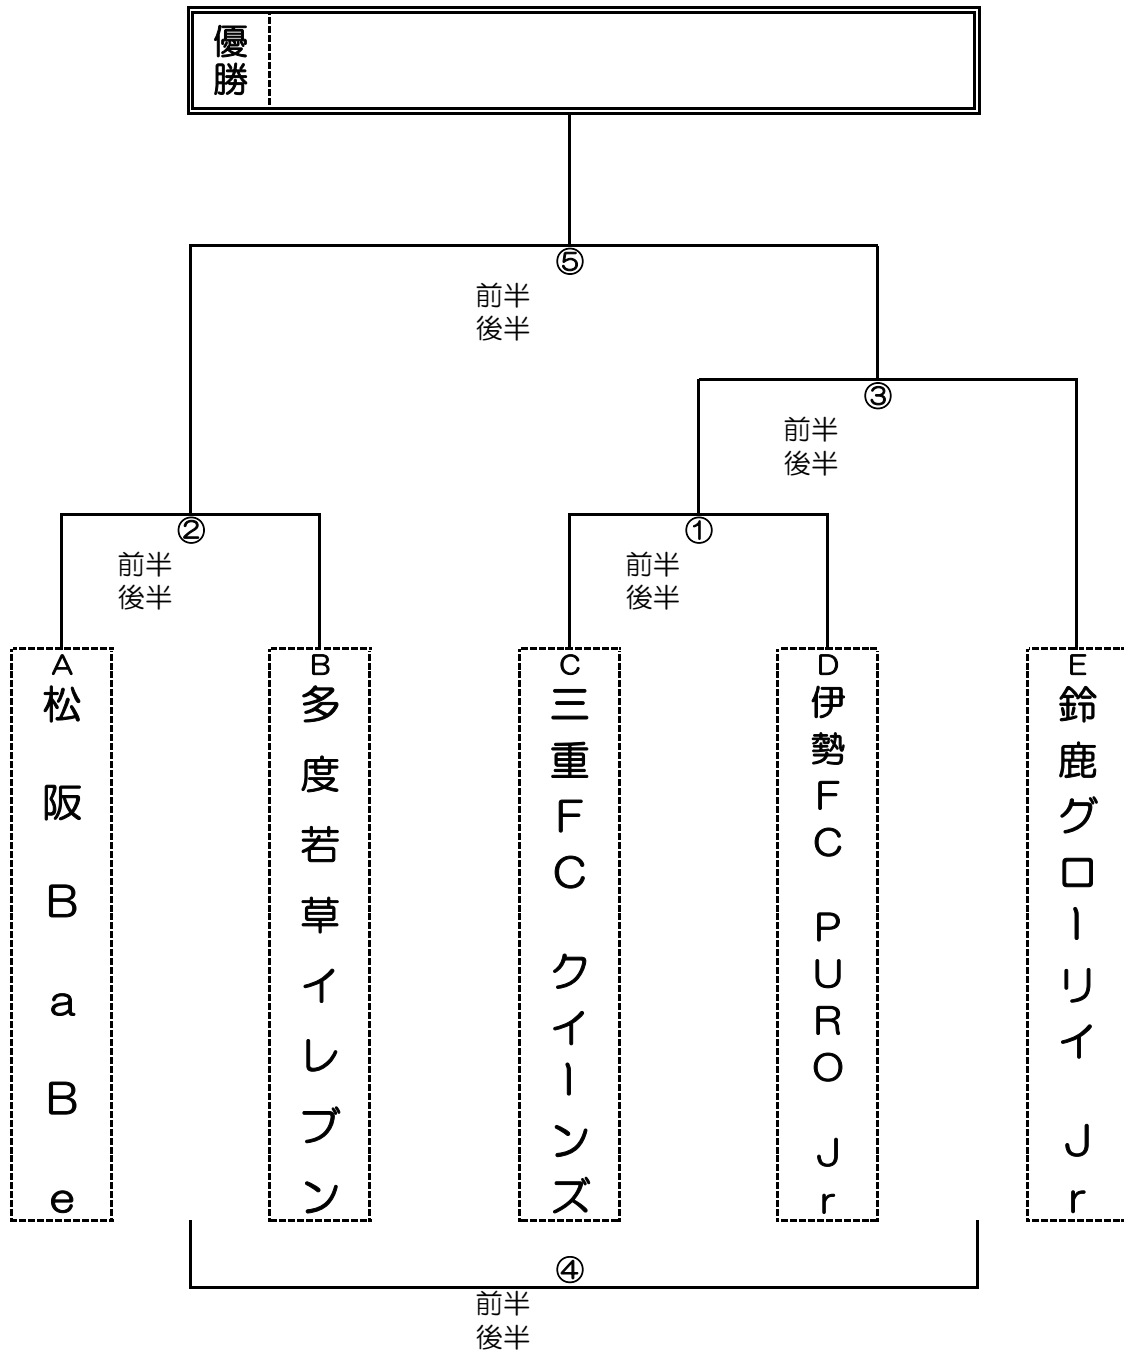 優勝
⑤
前半
後半
③
前半
後半
②
前半
後半
①
前半
後半
A
松阪BaBe
B
多度若草イレブン
C
三重FC クイーンズ
D
伊勢FC PURO Jr
E
鈴鹿グローリイ Jr
④
前半
後半